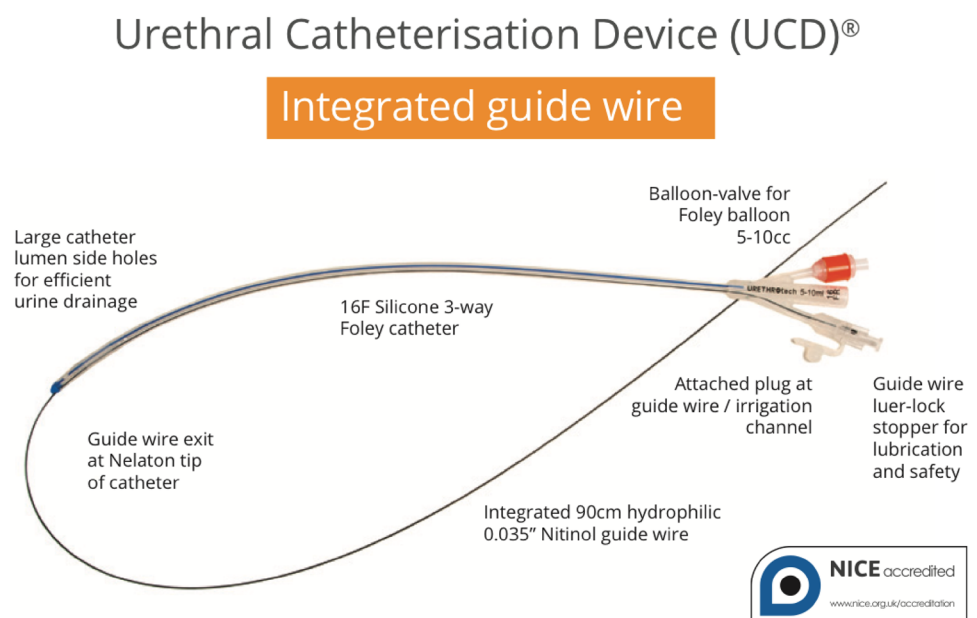 Urethral Catheterisation Device (UCD)®
Integrated guide wire
Balloon-valve for
Foley balloon
5-10cc
Large catheter
lumen side holes
for efficient
urine drainage
16F Silicone 3-way
Foley catheter
URETHROtech 5-10ml
Attached plug at
guide wire / irrigation
channel
Guide wire
luer-lock
stopper for
lubrication
and safety
Guide wire exit
at Nelaton tip
of catheter
Integrated 90cm hydrophilic
0.035” Nitinol guide wire
NICE accredited
www.nice.org.uk/accreditation